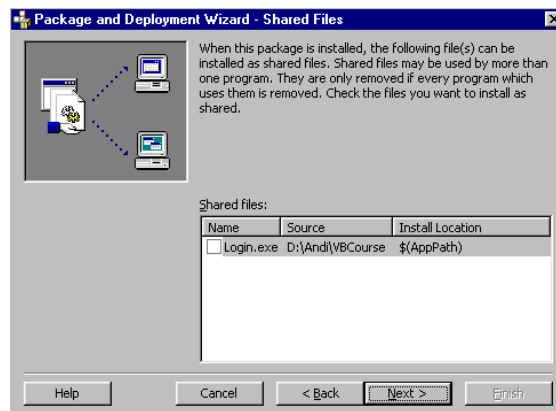 Package and Deployment Wizard - Shared Files
When this package is installed, the following file(s) can be
installed as shared files. Shared files may be used by more than
one program. They are only removed if every program which
uses them is removed. Check the files you want to install as
shared.
Shared files:
Name Source Install Location
Login.exe D:\Andi\VBCourse $(AppPath)
Help Cancel < Back Next > Finish